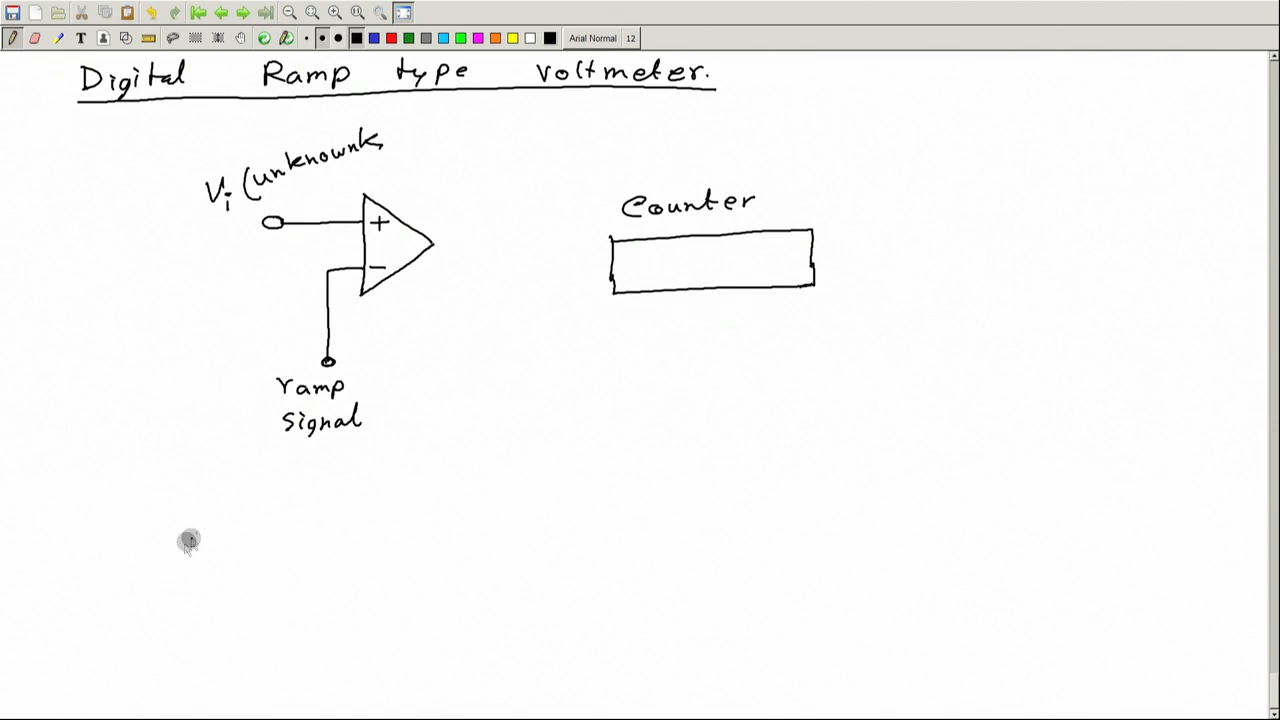 Arial Normal 12
Digital Ramp type voltmeter.
Vi (unknown)
+
Counter
−
ramp
signal